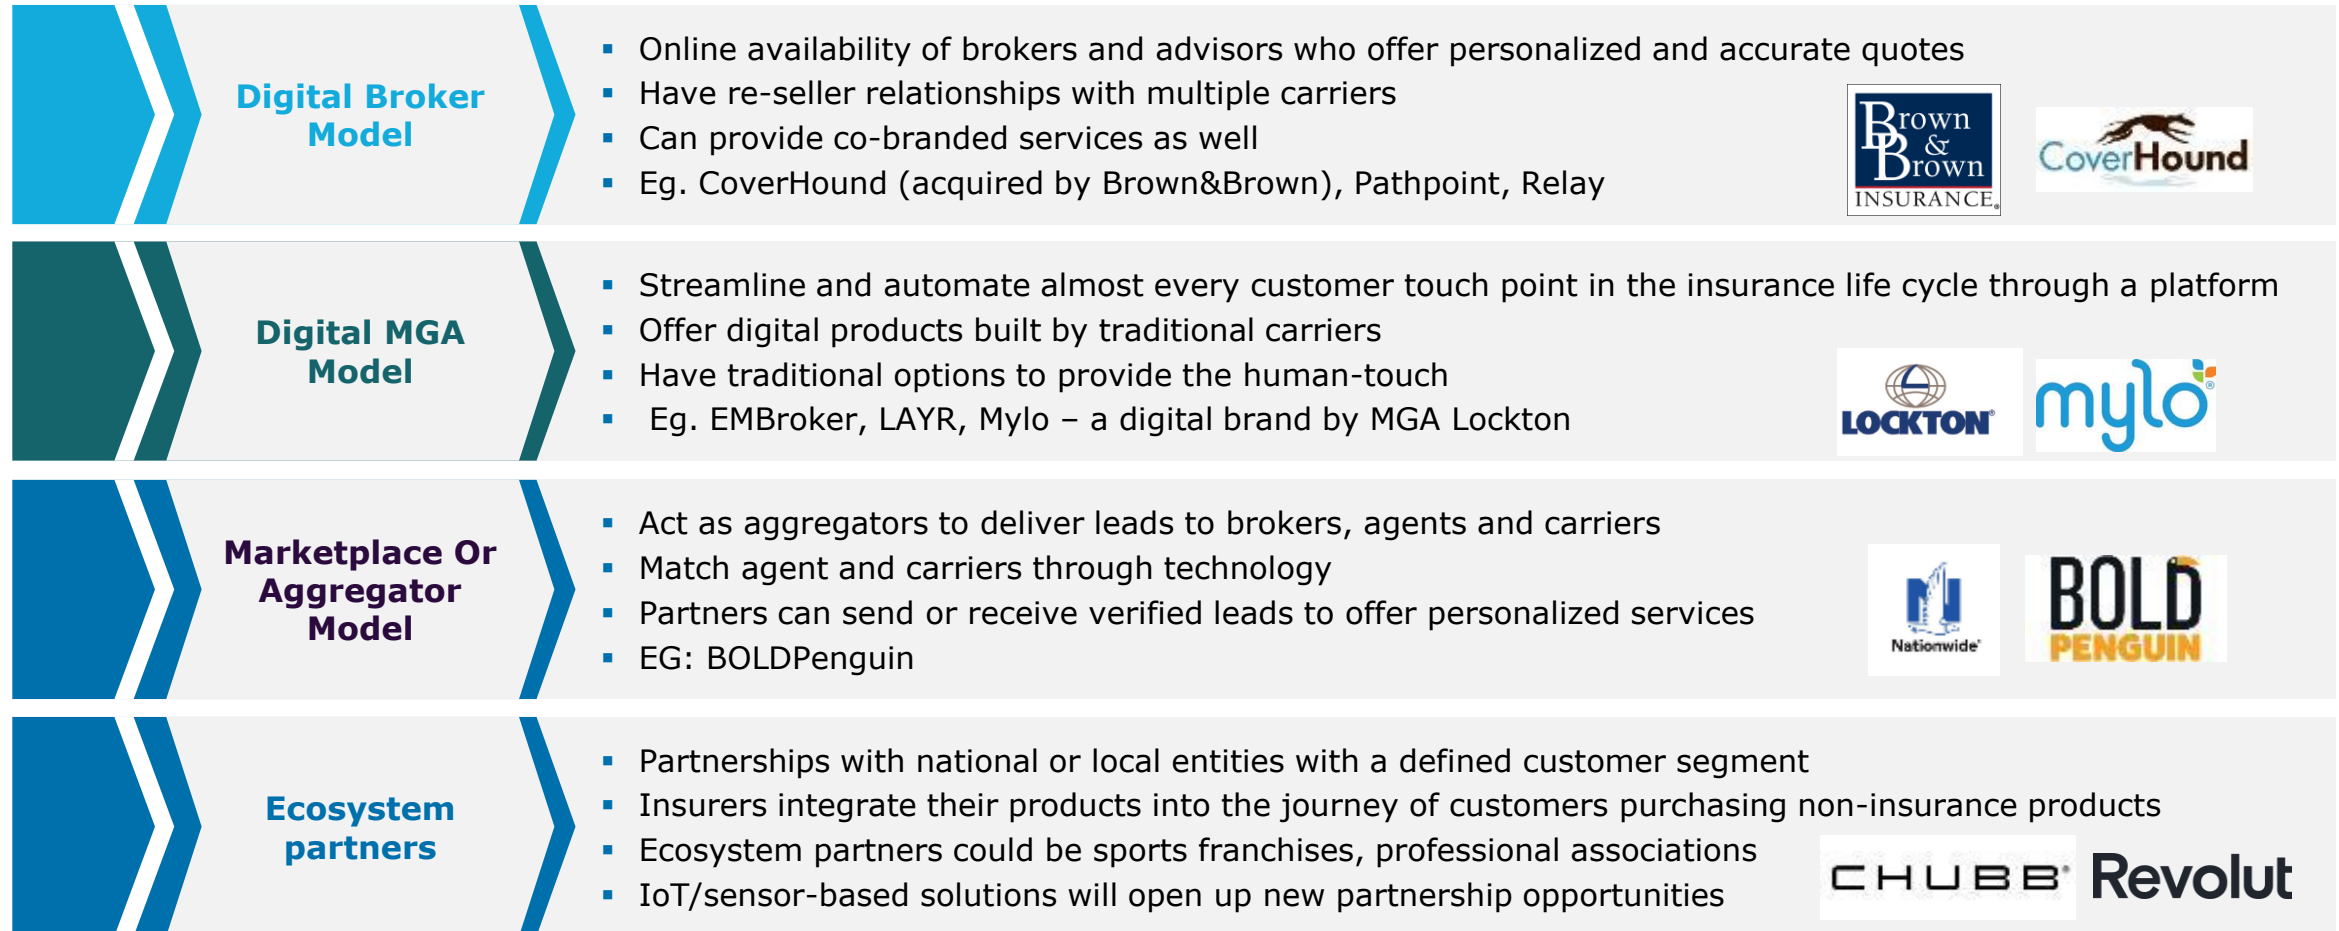 Digital Broker
Model
▪ Online availability of brokers and advisors who offer personalized and accurate quotes
▪ Have re-seller relationships with multiple carriers
▪ Can provide co-branded services as well
▪ Eg. CoverHound (acquired by Brown&Brown), Pathpoint, Relay
Brown
&
Brown
INSURANCE®
CoverHound
Digital MGA
Model
▪ Streamline and automate almost every customer touch point in the insurance life cycle through a platform
▪ Offer digital products built by traditional carriers
▪ Have traditional options to provide the human-touch
▪ Eg. EMBroker, LAYR, Mylo – a digital brand by MGA Lockton
LOCKTON®
mylo®
Marketplace Or
Aggregator
Model
▪ Act as aggregators to deliver leads to brokers, agents and carriers
▪ Match agent and carriers through technology
▪ Partners can send or receive verified leads to offer personalized services
▪ EG: BOLDPenguin
N
Nationwide®
BOLD
PENGUIN
Ecosystem
partners
▪ Partnerships with national or local entities with a defined customer segment
▪ Insurers integrate their products into the journey of customers purchasing non-insurance products
▪ Ecosystem partners could be sports franchises, professional associations
▪ IoT/sensor-based solutions will open up new partnership opportunities
CHUBB®
Revolut